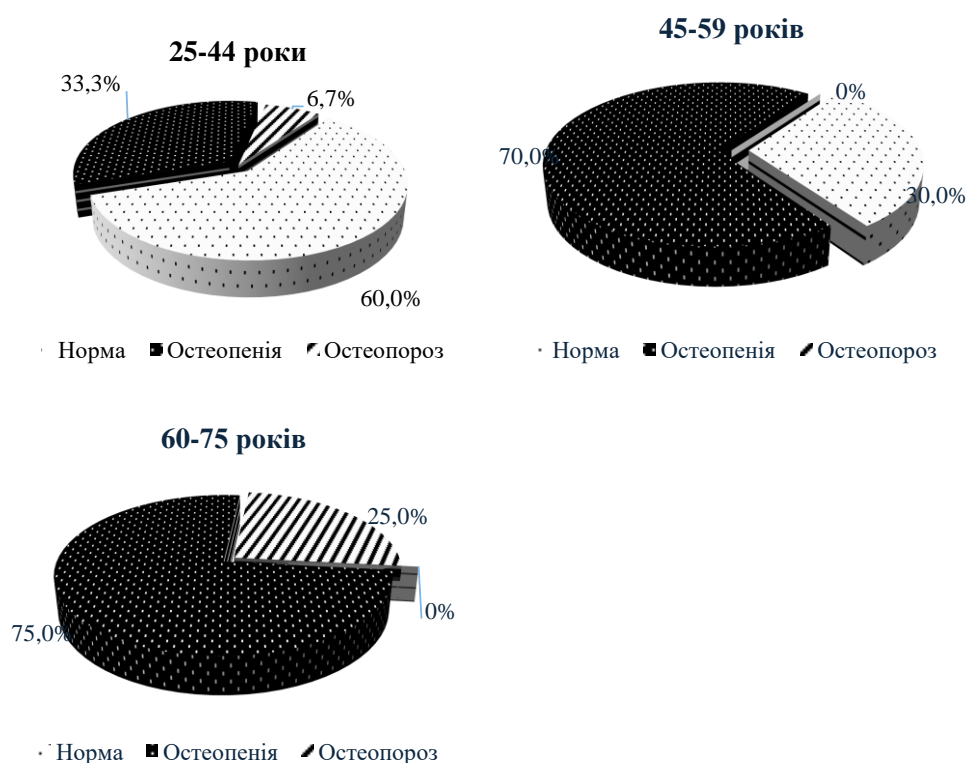 25-44 роки
33,3%
6,7%
60,0%
Норма Остеопенія Остеопороз
45-59 років
0%
70,0%
30,0%
Норма Остеопенія Остеопороз
60-75 років
25,0%
0%
75,0%
Норма Остеопенія Остеопороз